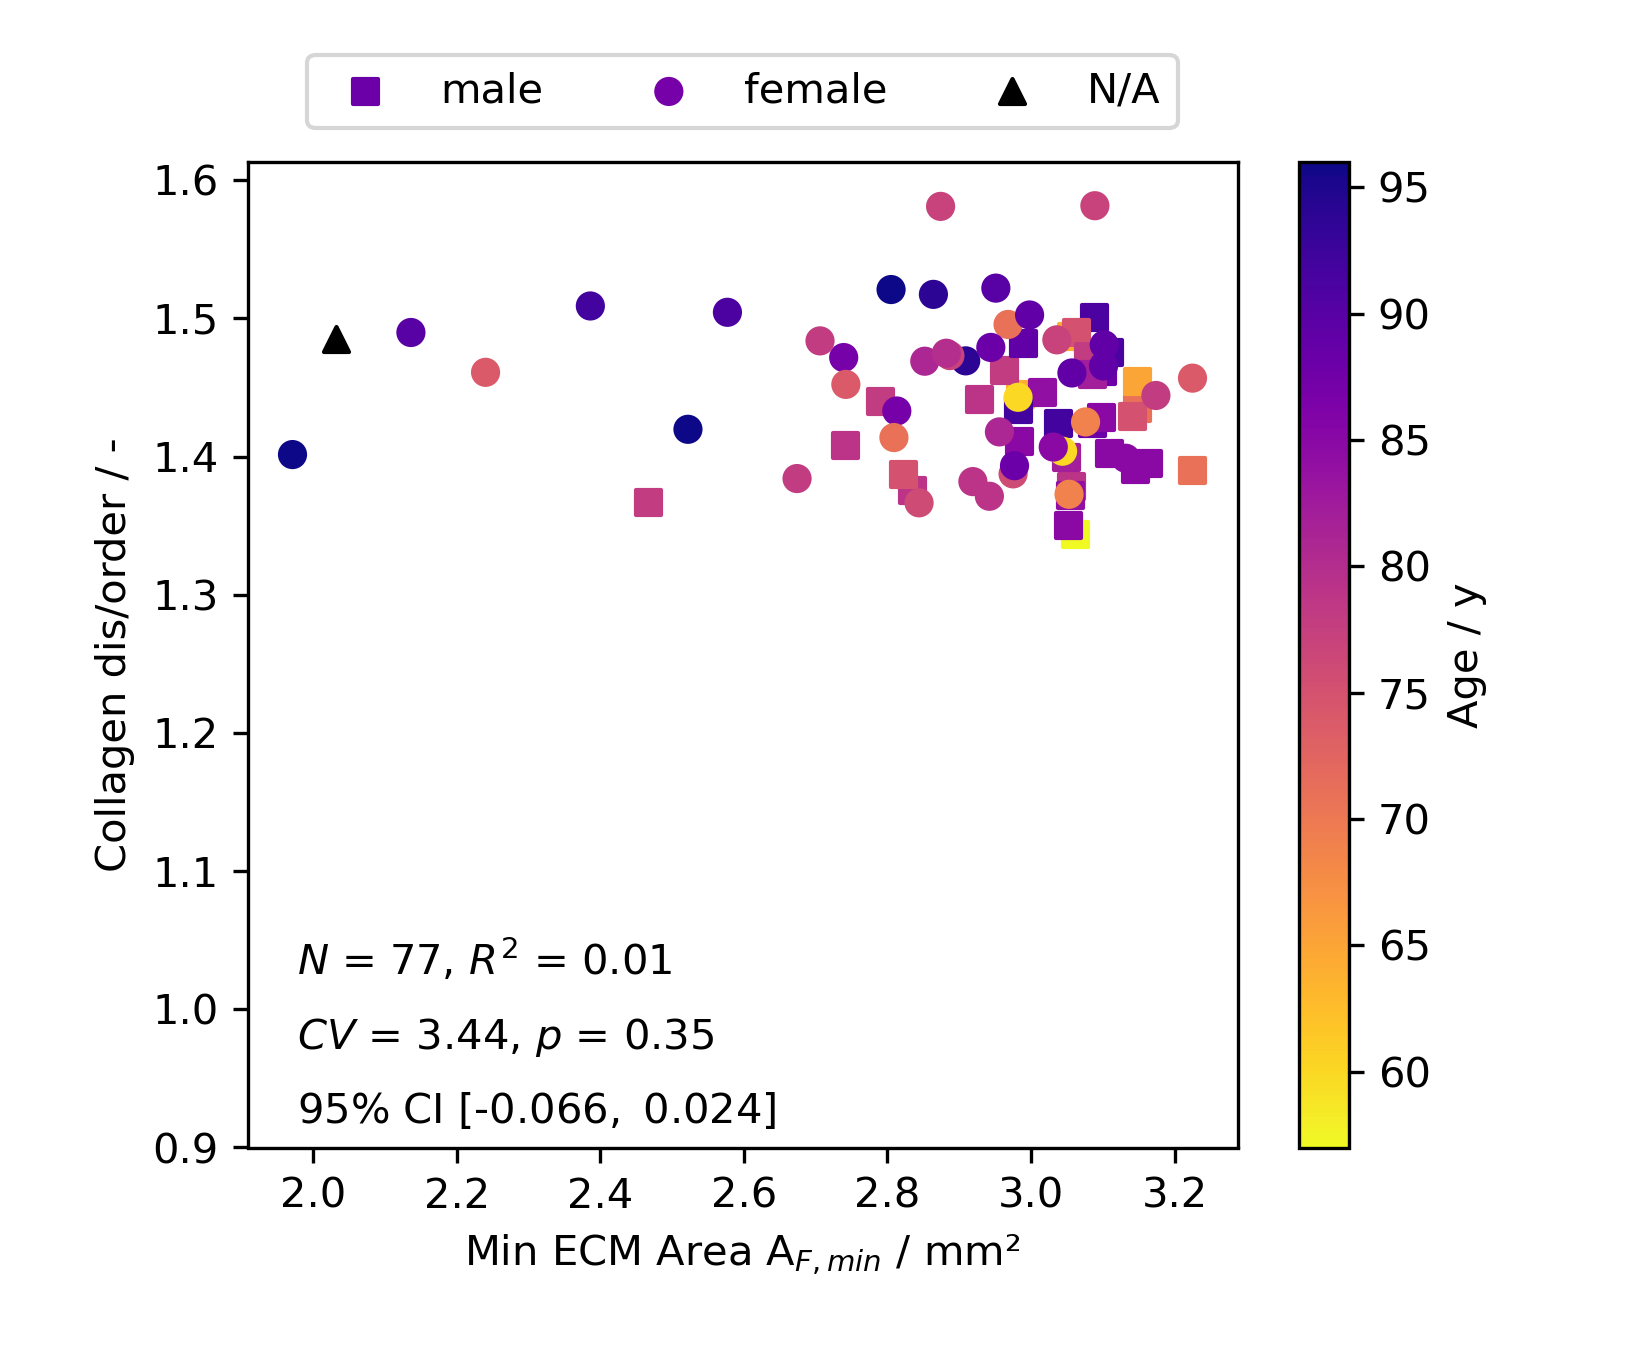 male female N/A
1.6
1.5
1.4
1.3
1.2
1.1
1.0
0.9
Collagen dis/order / -
N = 77, R² = 0.01
CV = 3.44, p = 0.35
95% CI [-0.066, 0.024]
2.0 2.2 2.4 2.6 2.8 3.0 3.2
Min ECM Area A_{F,min} / mm²
95
90
85
80
75
70
65
60
Age / y